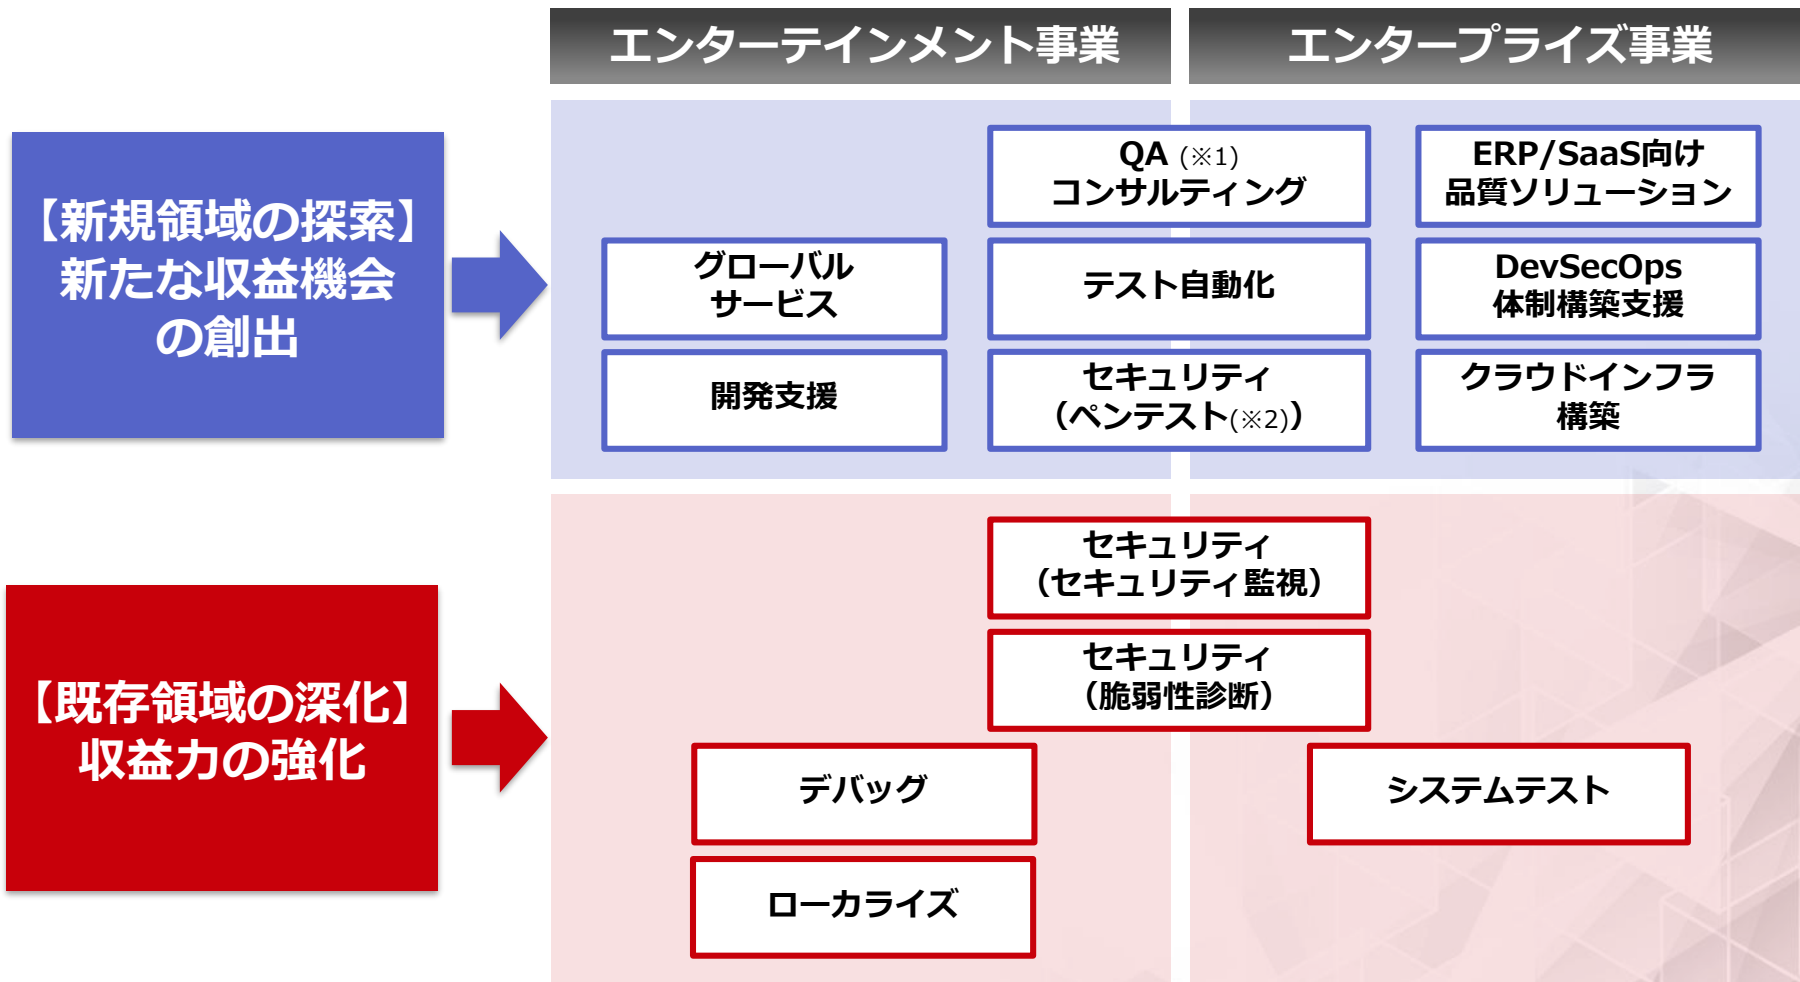 エンターテインメント事業
エンタープライズ事業
【新規領域の探索】
新たな収益機会
の創出
QA (※1)
コンサルティング
ERP/SaaS向け
品質ソリューション
グローバル
サービス
テスト自動化
DevSecOps
体制構築支援
開発支援
セキュリティ
（ペンテスト(※2)）
クラウドインフラ
構築
【既存領域の深化】
収益力の強化
セキュリティ
（セキュリティ監視）
セキュリティ
（脆弱性診断）
デバッグ
システムテスト
ローカライズ